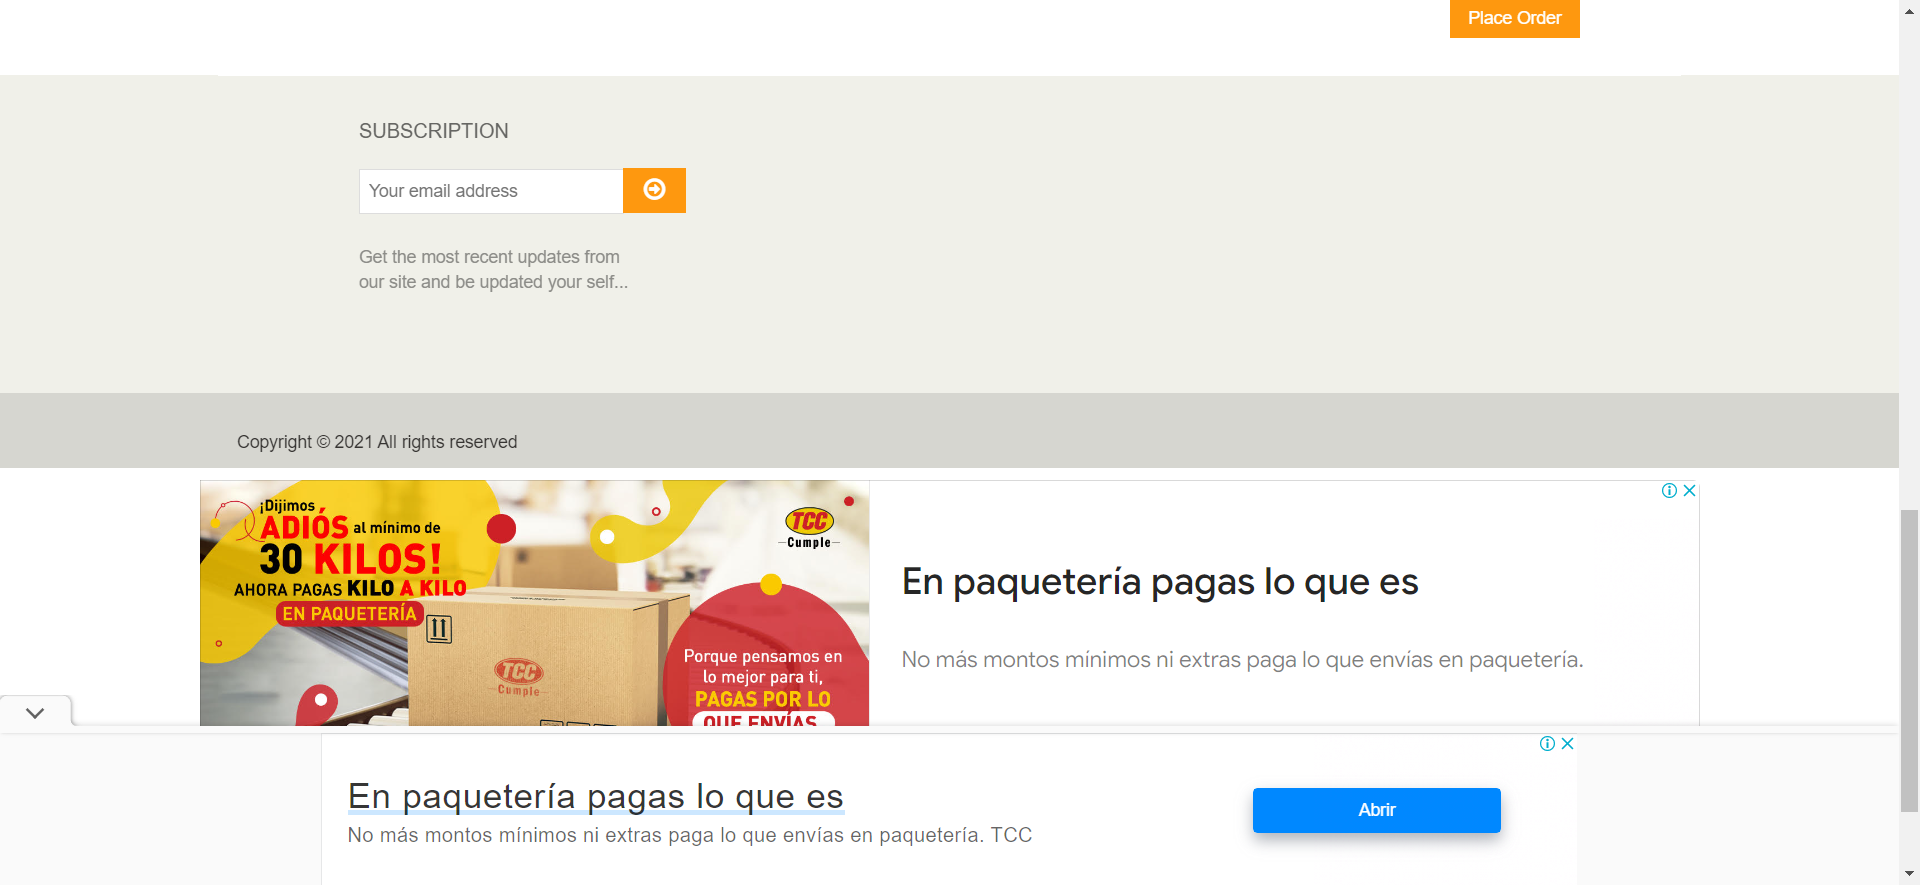 Place Order
SUBSCRIPTION
Your email address
Get the most recent updates from
our site and be updated your self...
Copyright © 2021 All rights reserved
¡Dijimos
ADIÓS al mínimo de
30 KILOS!
AHORA PAGAS KILO A KILO
EN PAQUETERÍA
TCC
Cumple
TCC
Cumple
Porque pensamos en
lo mejor para ti,
PAGAS POR LO
QUE ENVÍAS
En paquetería pagas lo que es
No más montos mínimos ni extras paga lo que envías en paquetería.
En paquetería pagas lo que es
No más montos mínimos ni extras paga lo que envías en paquetería. TCC
Abrir